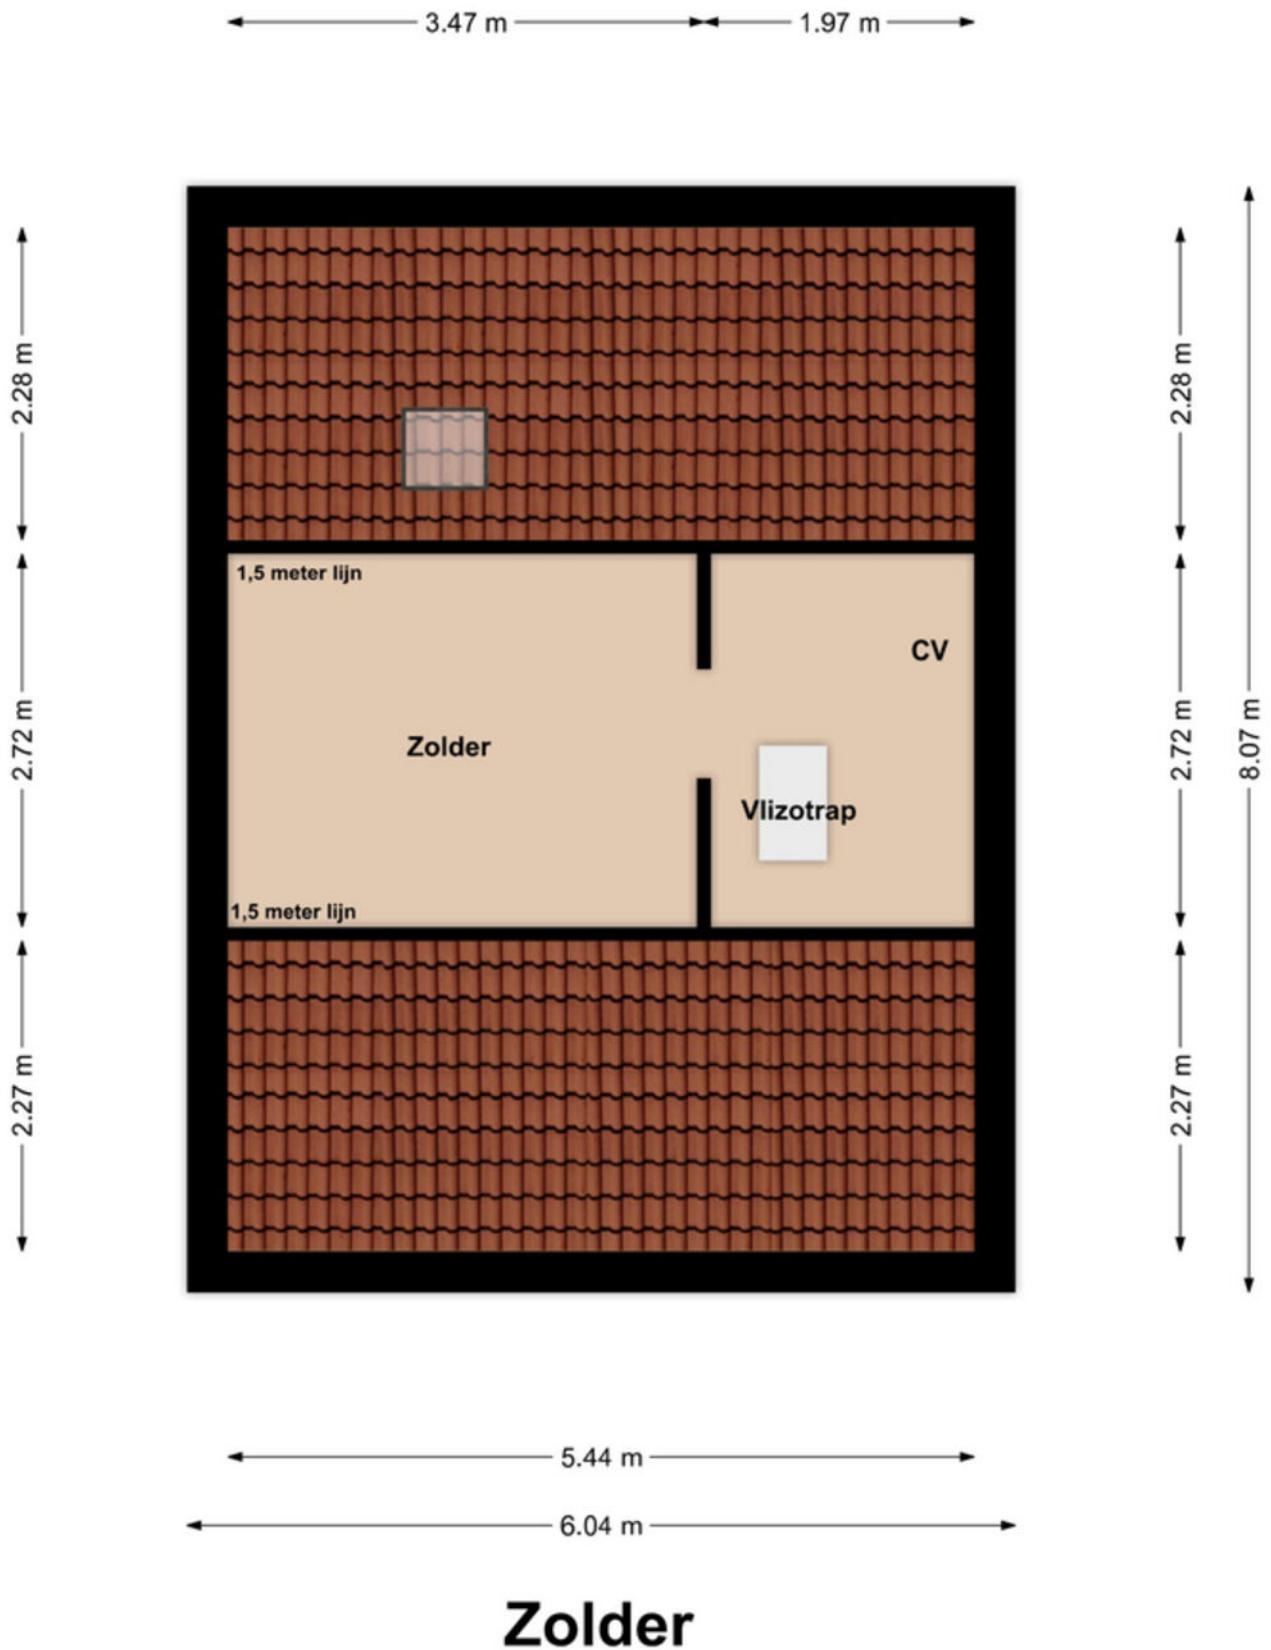 3.47 m
1.97 m
2.28 m
2.28 m
1,5 meter lijn
CV
2.72 m
Zolder
2.72 m
8.07 m
Vlizotrap
1,5 meter lijn
2.27 m
2.27 m
5.44 m
6.04 m
Zolder